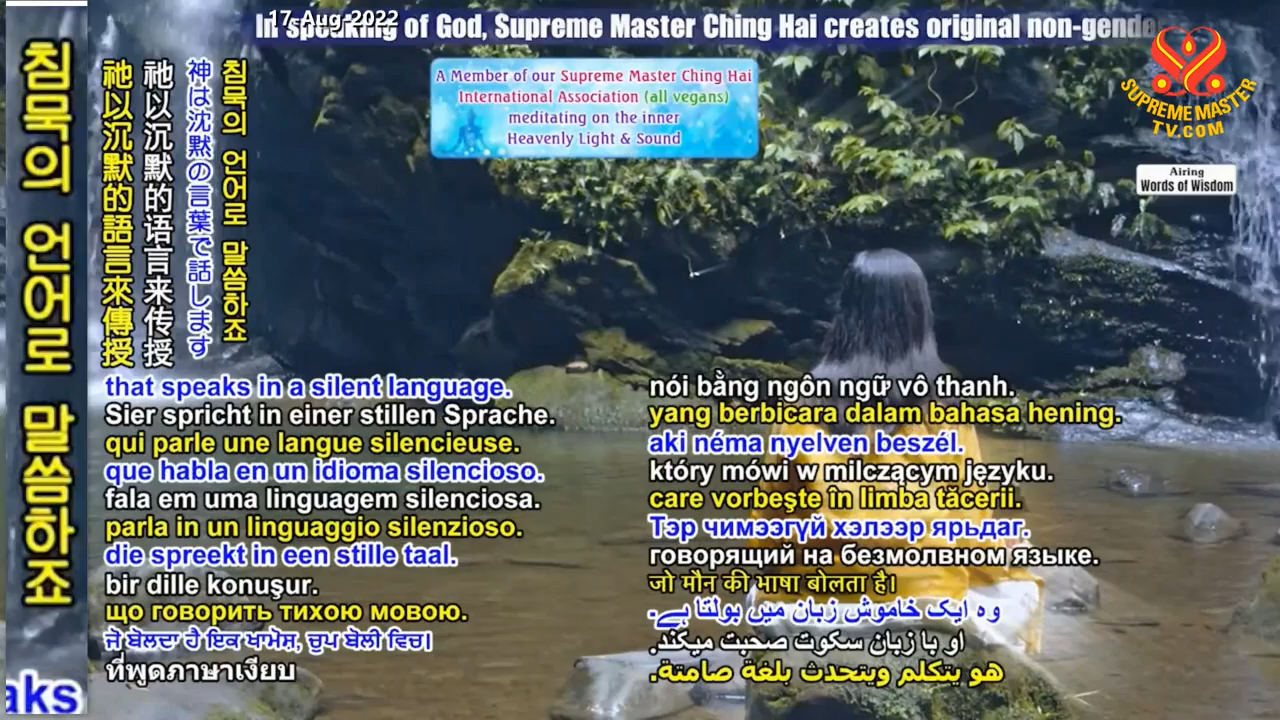 17-Aug-2022
In speaking of God, Supreme Master Ching Hai creates original non-gende
A Member of our Supreme Master Ching Hai
International Association (all vegans)
meditating on the inner
Heavenly Light & Sound
SUPREME MASTER
TV.COM
Airing
Words of Wisdom
침묵의 언어로 말씀하죠
祂以沉默的語言來傳授
祂以沉默的语言来传授
神は沈黙の言葉で話します
침묵의 언어로 말씀하죠
that speaks in a silent language.
Sier spricht in einer stillen Sprache.
qui parle une langue silencieuse.
que habla en un idioma silencioso.
fala em uma linguagem silenciosa.
parla in un linguaggio silenzioso.
die spreekt in een stille taal.
bir dille konuşur.
що говорить тихою мовою.
ਜੋ ਬੋਲਦਾ ਹੈ ਇਕ ਖਾਮੋਸ਼, ਚੁਪ ਬੋਲੀ ਵਿਚ।
ที่พูดภาษาเงียบ
nói bằng ngôn ngữ vô thanh.
yang berbicara dalam bahasa hening.
aki néma nyelven beszél.
który mówi w milczącym języku.
care vorbeşte în limba tăcerii.
Тэр чимээгүй хэлээр ярьдаг.
говорящий на безмолвном языке.
जो मौन की भाषा बोलता है।
وہ ایک خاموش زبان میں بولتا ہے۔
او با زبان سکوت صحبت میکند.
هو يتكلم ويتحدث بلغة صامتة.
aks